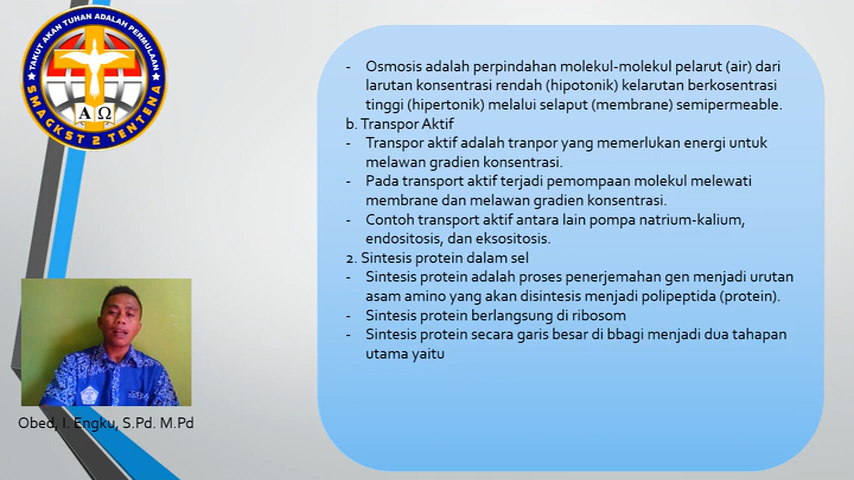 TAKUT AKAN TUHAN ADALAH PERMULAAN
Α Ω
SMAGKST 2 TENTENA
- Osmosis adalah perpindahan molekul-molekul pelarut (air) dari
larutan konsentrasi rendah (hipotonik) kelarutan berkosentrasi
tinggi (hipertonik) melalui selaput (membrane) semipermeable.
b. Transpor Aktif
- Transpor aktif adalah tranpor yang memerlukan energi untuk
melawan gradien konsentrasi.
- Pada transport aktif terjadi pemompaan molekul melewati
membrane dan melawan gradien konsentrasi.
- Contoh transport aktif antara lain pompa natrium-kalium,
endositosis, dan eksositosis.
2. Sintesis protein dalam sel
- Sintesis protein adalah proses penerjemahan gen menjadi urutan
asam amino yang akan disintesis menjadi polipeptida (protein).
- Sintesis protein berlangsung di ribosom
- Sintesis protein secara garis besar di bbagi menjadi dua tahapan
utama yaitu
Obed, I. Engku, S.Pd. M.Pd